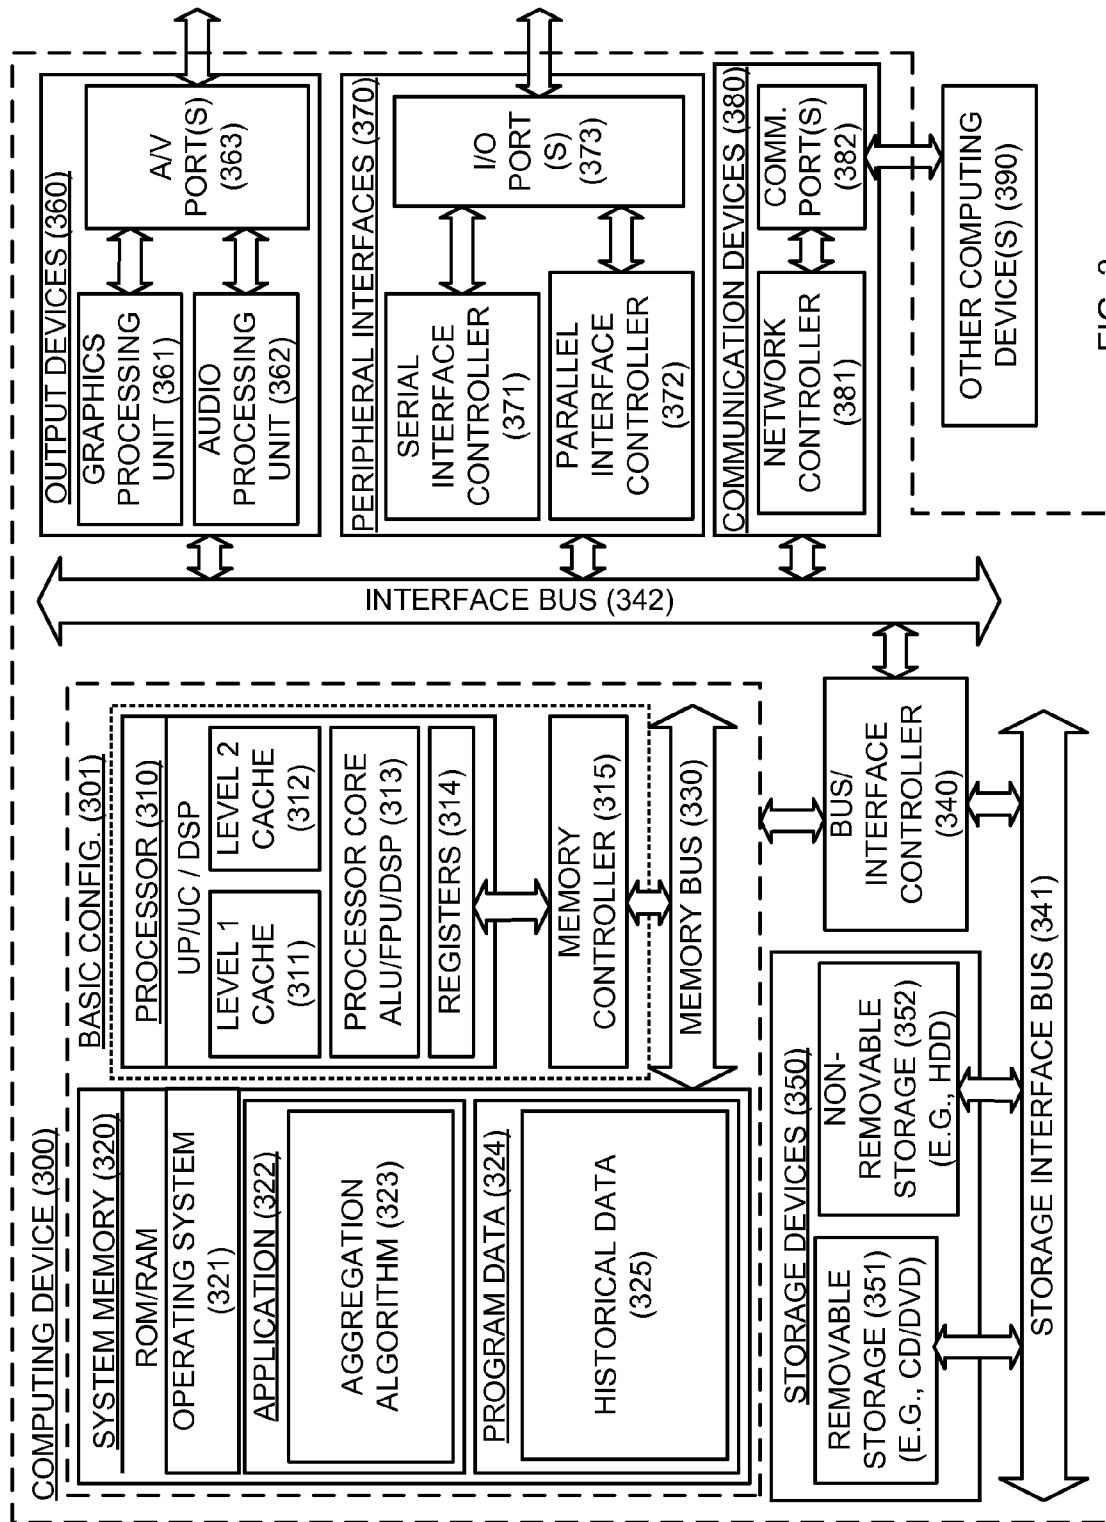 COMPUTING DEVICE (300)
BASIC CONFIG. (301)
SYSTEM MEMORY (320)
ROM/RAM
OPERATING SYSTEM
(321)
APPLICATION (322)
AGGREGATION
ALGORITHM (323)
PROGRAM DATA (324)
HISTORICAL DATA
(325)
PROCESSOR (310)
UP/UC / DSP
LEVEL 1
CACHE
(311)
LEVEL 2
CACHE
(312)
PROCESSOR CORE
ALU/FPU/DSP (313)
REGISTERS (314)
MEMORY
CONTROLLER (315)
MEMORY BUS (330)
BUS/
INTERFACE
CONTROLLER
(340)
STORAGE DEVICES (350)
REMOVABLE
STORAGE (351)
(E.G., CD/DVD)
NON-
REMOVABLE
STORAGE (352)
(E.G., HDD)
STORAGE INTERFACE BUS (341)
INTERFACE BUS (342)
OUTPUT DEVICES (360)
GRAPHICS
PROCESSING
UNIT (361)
AUDIO
PROCESSING
UNIT (362)
A/V
PORT(S)
(363)
PERIPHERAL INTERFACES (370)
SERIAL
INTERFACE
CONTROLLER
(371)
PARALLEL
INTERFACE
CONTROLLER
(372)
I/O
PORT
(S)
(373)
COMMUNICATION DEVICES (380)
NETWORK
CONTROLLER
(381)
COMM.
PORT(S)
(382)
OTHER COMPUTING
DEVICE(S) (390)
FIG.